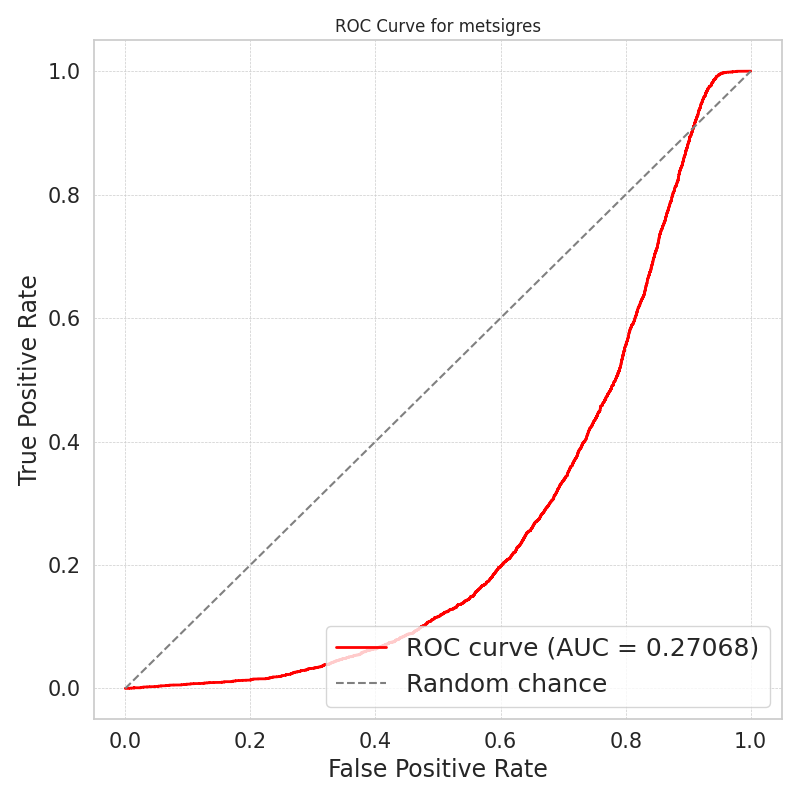 ROC Curve for metsigres
1.0
0.8
0.6
0.4
0.2
0.0
True Positive Rate
ROC curve (AUC = 0.27068)
Random chance
0.0 0.2 0.4 0.6 0.8 1.0
False Positive Rate